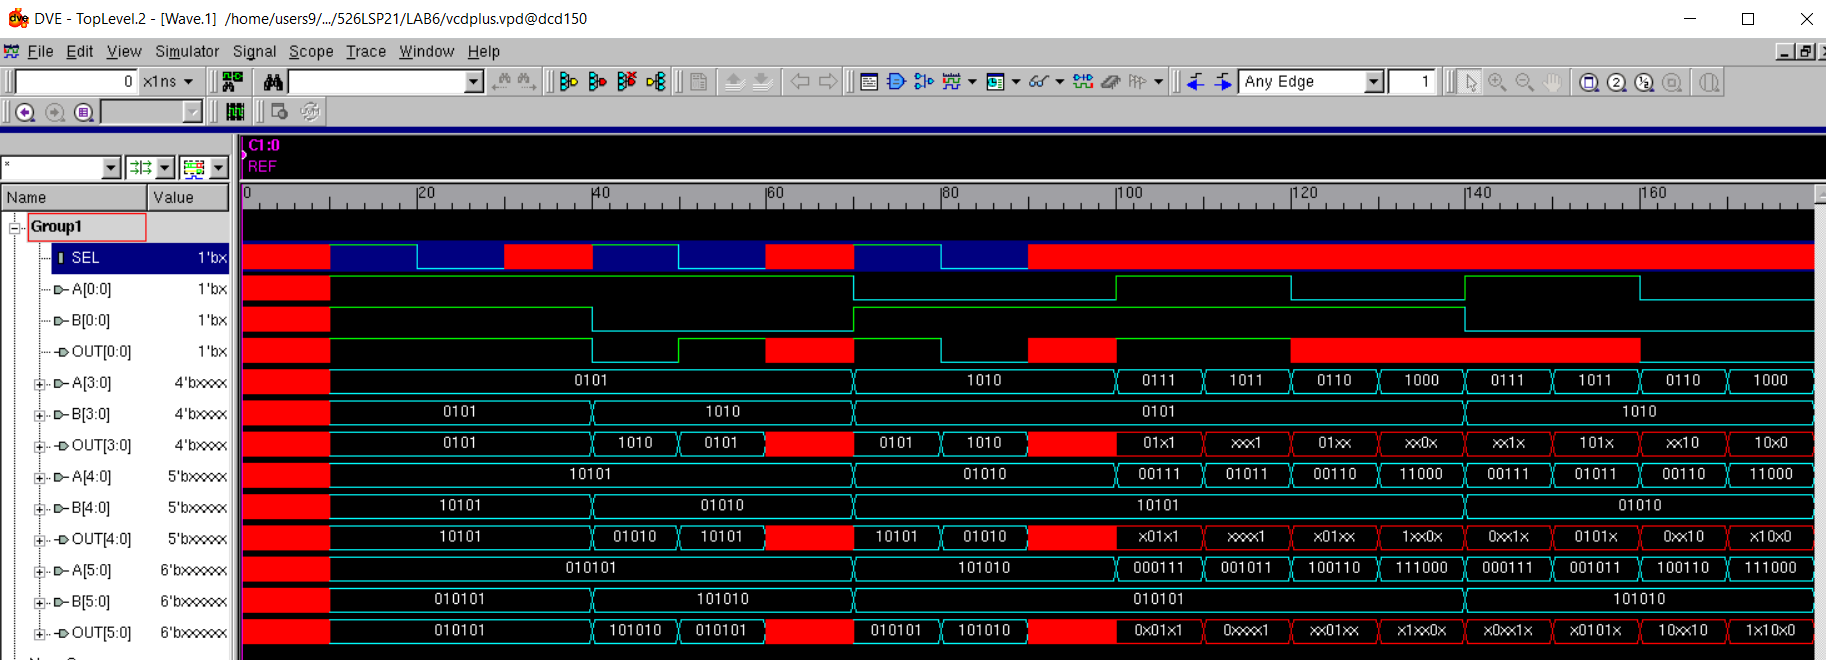 DVE - TopLevel.2 - [Wave.1]  /home/users9/.../526LSP21/LAB6/vcdplus.vpd@dcd150
File Edit View Simulator Signal Scope Trace Window Help
0 x1ns Any Edge 1
C1:0
REF
*
Name Value 0 20 40 60 80 100 120 140 160
Group1
SEL 1'bx
A[0:0] 1'bx
B[0:0] 1'bx
OUT[0:0] 1'bx
A[3:0] 4'bxxxx 0101 1010 0111 1011 0110 1000 0111 1011 0110 1000
B[3:0] 4'bxxxx 0101 1010 0101 1010
OUT[3:0] 4'bxxxx 0101 1010 0101 0101 1010 01x1 xxx1 01xx xx0x xx1x 101x xx10 10x0
A[4:0] 5'bxxxxx 10101 01010 00111 01011 00110 11000 00111 01011 00110 11000
B[4:0] 5'bxxxxx 10101 01010 10101 01010
OUT[4:0] 5'bxxxxx 10101 01010 10101 10101 01010 x01x1 xxxx1 x01xx 1xx0x 0xx1x 0101x 0xx10 x10x0
A[5:0] 6'bxxxxxx 010101 101010 000111 001011 100110 111000 000111 001011 100110 111000
B[5:0] 6'bxxxxxx 010101 101010 010101 101010
OUT[5:0] 6'bxxxxxx 010101 101010 010101 010101 101010 0x01x1 0xxxx1 xx01xx x1xx0x x0xx1x x0101x 10xx10 1x10x0